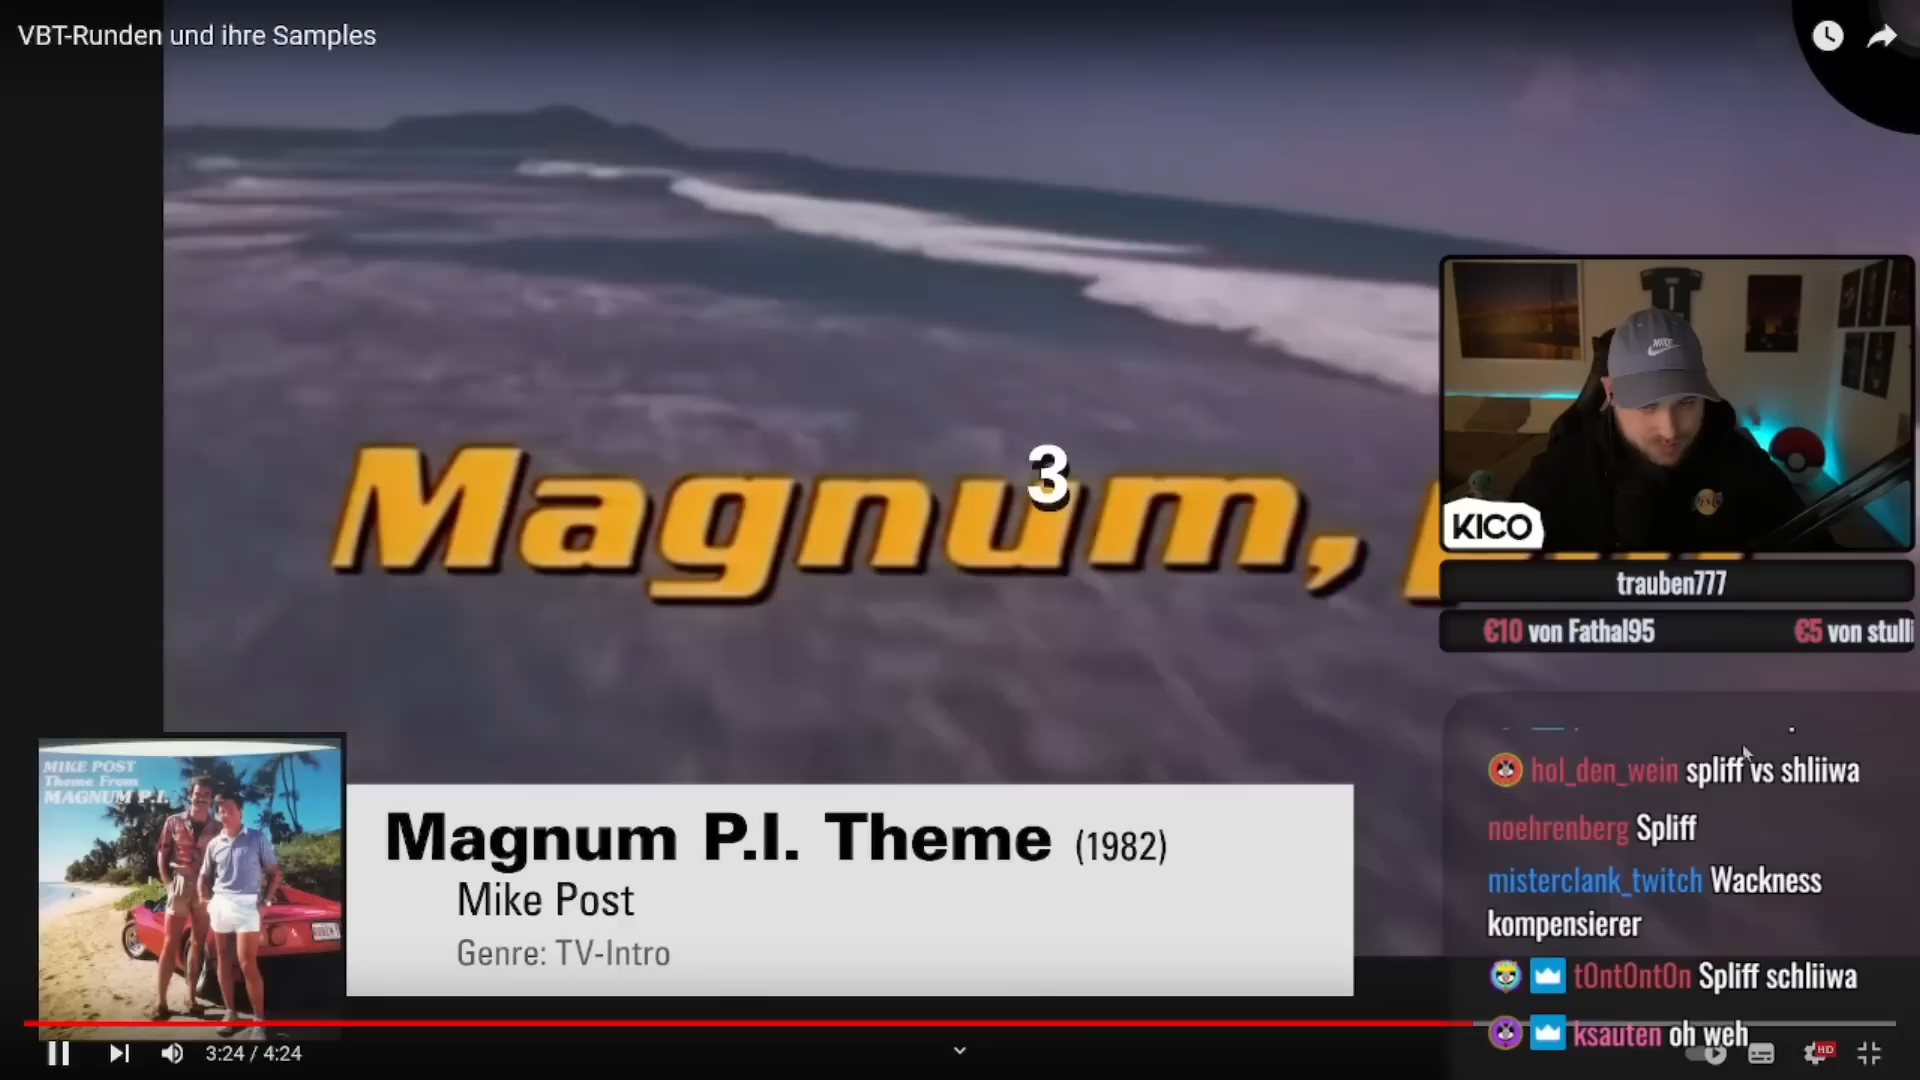 VBT-Runden und ihre Samples
Magnum,
3
NIKE
KICO
trauben777
€10 von Fathal95
€5 von stulli
MIKE POST
Theme From
MAGNUM P.I.
Magnum P.I. Theme (1982)
Mike Post
Genre: TV-Intro
hol_den_wein spliff vs shliiwa
noehrenberg Spliff
misterclank_twitch Wackness
kompensierer
t0nt0nt0n Spliff schliiwa
ksauten oh weh
3:24 / 4:24
HD